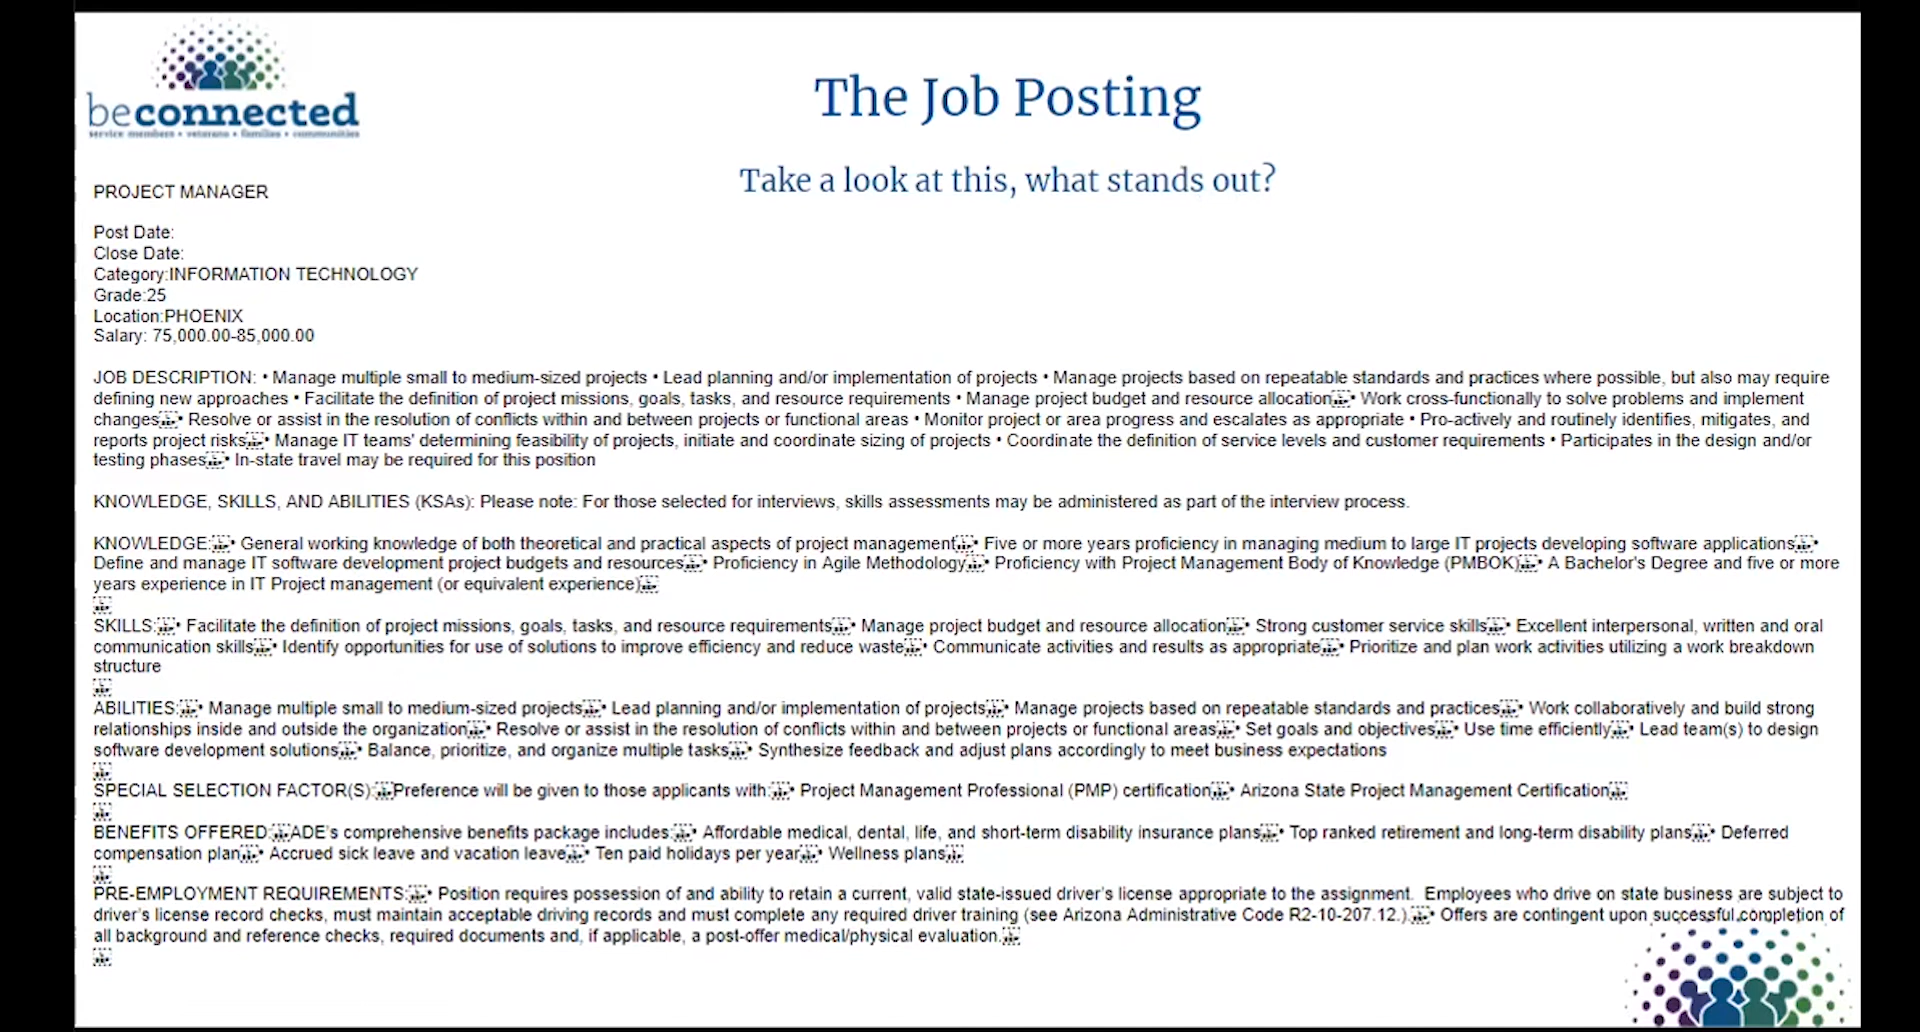 beconnected
service members • veterans • families • communities
The Job Posting
Take a look at this, what stands out?
PROJECT MANAGER
Post Date:
Close Date:
Category:INFORMATION TECHNOLOGY
Grade:25
Location:PHOENIX
Salary: 75,000.00-85,000.00
JOB DESCRIPTION: • Manage multiple small to medium-sized projects • Lead planning and/or implementation of projects • Manage projects based on repeatable standards and practices where possible, but also may require
defining new approaches • Facilitate the definition of project missions, goals, tasks, and resource requirements • Manage project budget and resource allocation • Work cross-functionally to solve problems and implement
changes • Resolve or assist in the resolution of conflicts within and between projects or functional areas • Monitor project or area progress and escalates as appropriate • Pro-actively and routinely identifies, mitigates, and
reports project risks • Manage IT teams' determining feasibility of projects, initiate and coordinate sizing of projects • Coordinate the definition of service levels and customer requirements • Participates in the design and/or
testing phases • In-state travel may be required for this position
KNOWLEDGE, SKILLS, AND ABILITIES (KSAs): Please note: For those selected for interviews, skills assessments may be administered as part of the interview process.
KNOWLEDGE: • General working knowledge of both theoretical and practical aspects of project management • Five or more years proficiency in managing medium to large IT projects developing software applications •
Define and manage IT software development project budgets and resources • Proficiency in Agile Methodology • Proficiency with Project Management Body of Knowledge (PMBOK) • A Bachelor's Degree and five or more
years experience in IT Project management (or equivalent experience)
SKILLS: • Facilitate the definition of project missions, goals, tasks, and resource requirements • Manage project budget and resource allocation • Strong customer service skills • Excellent interpersonal, written and oral
communication skills • Identify opportunities for use of solutions to improve efficiency and reduce waste • Communicate activities and results as appropriate • Prioritize and plan work activities utilizing a work breakdown
structure
ABILITIES: • Manage multiple small to medium-sized projects • Lead planning and/or implementation of projects • Manage projects based on repeatable standards and practices • Work collaboratively and build strong
relationships inside and outside the organization • Resolve or assist in the resolution of conflicts within and between projects or functional areas • Set goals and objectives • Use time efficiently • Lead team(s) to design
software development solutions • Balance, prioritize, and organize multiple tasks • Synthesize feedback and adjust plans accordingly to meet business expectations
SPECIAL SELECTION FACTOR(S): Preference will be given to those applicants with: • Project Management Professional (PMP) certification • Arizona State Project Management Certification
BENEFITS OFFERED: ADE's comprehensive benefits package includes: • Affordable medical, dental, life, and short-term disability insurance plans • Top ranked retirement and long-term disability plans • Deferred
compensation plan • Accrued sick leave and vacation leave • Ten paid holidays per year • Wellness plans
PRE-EMPLOYMENT REQUIREMENTS: • Position requires possession of and ability to retain a current, valid state-issued driver's license appropriate to the assignment. Employees who drive on state business are subject to
driver's license record checks, must maintain acceptable driving records and must complete any required driver training (see Arizona Administrative Code R2-10-207.12.) • Offers are contingent upon successful completion of
all background and reference checks, required documents and, if applicable, a post-offer medical/physical evaluation.